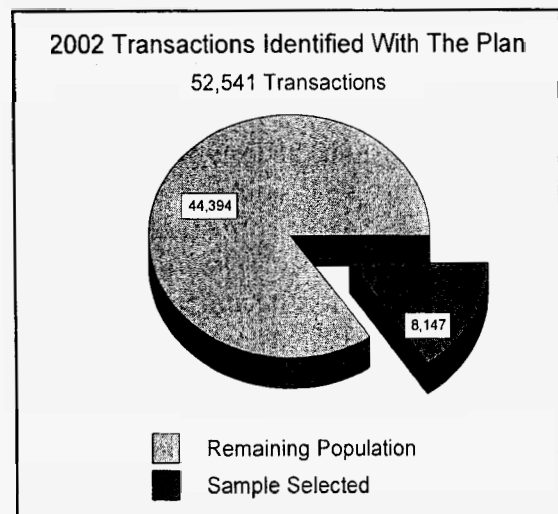 2002 Transactions Identified With The Plan
52,541 Transactions
44,394
8,147
Remaining Population
Sample Selected